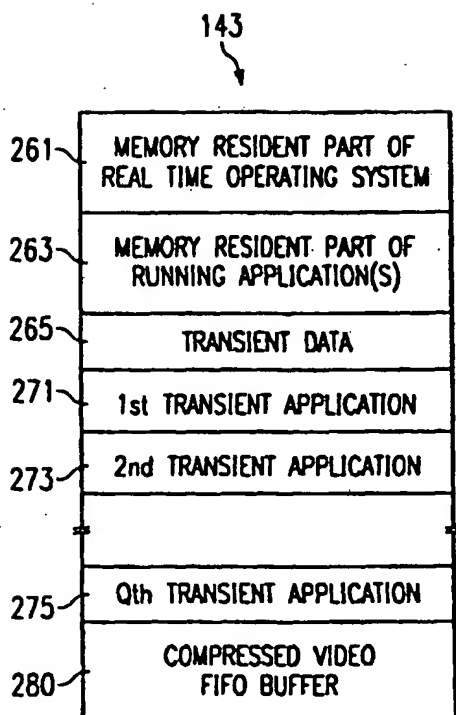 143
261
MEMORY RESIDENT PART OF
REAL TIME OPERATING SYSTEM
263
MEMORY RESIDENT PART OF
RUNNING APPLICATION(S)
265
TRANSIENT DATA
271
1st TRANSIENT APPLICATION
273
2nd TRANSIENT APPLICATION
275
Qth TRANSIENT APPLICATION
280
COMPRESSED VIDEO
FIFO BUFFER